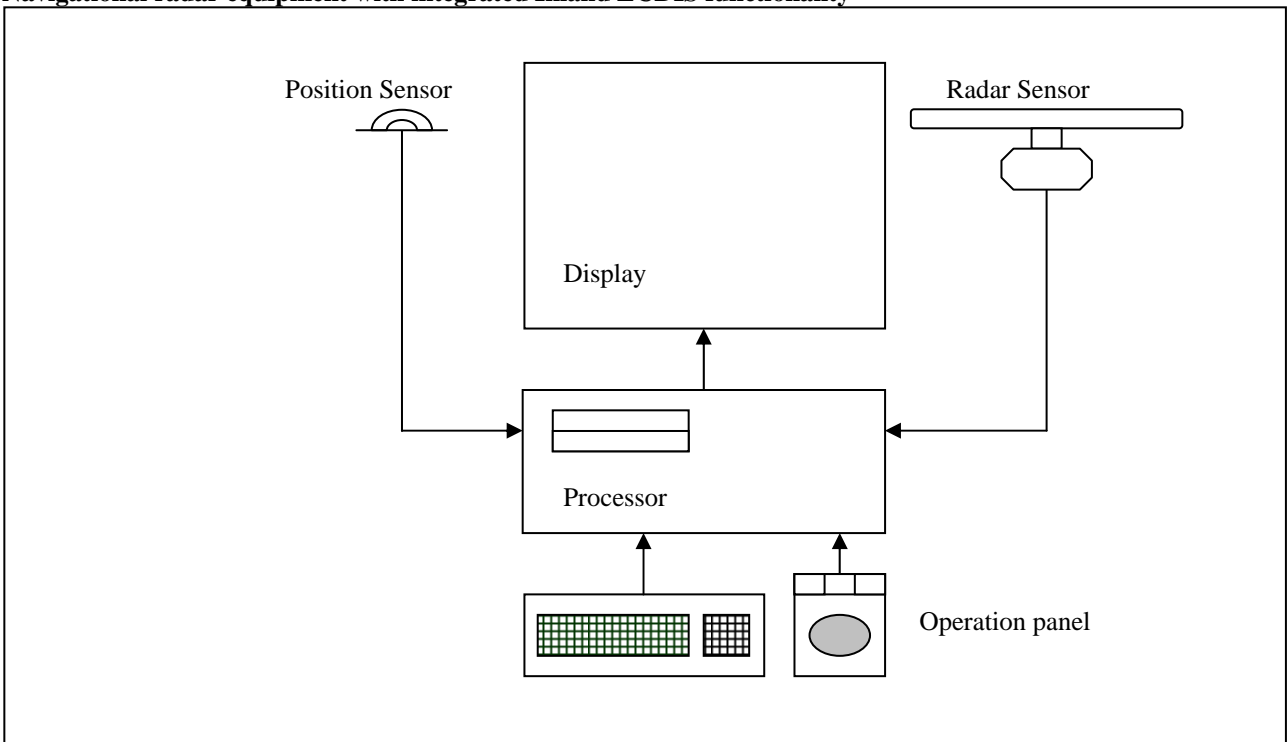 Navigational radar equipment with integrated Inland ECDIS functionality
Position Sensor
Radar Sensor
Display
Processor
Operation panel